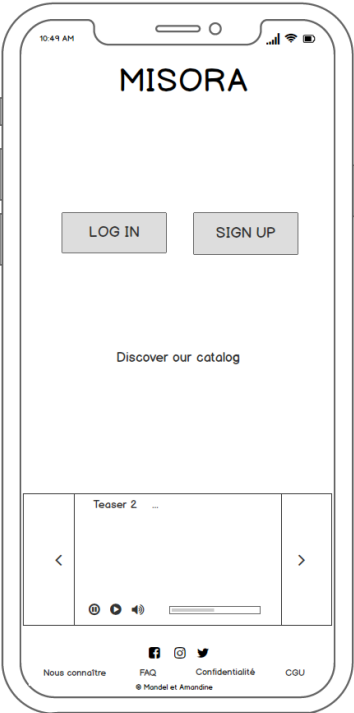 10:49 AM
MISORA
LOG IN
SIGN UP
Discover our catalog
Teaser 2 ...
Nous connaître FAQ Confidentialité CGU
© Mandel et Amandine